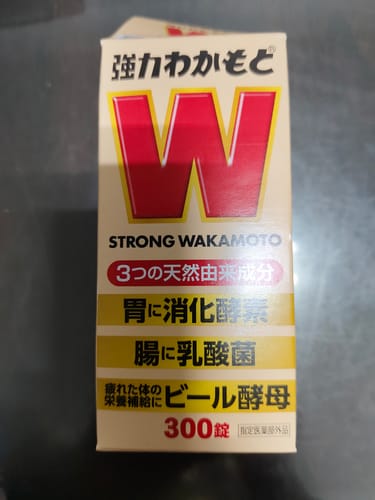 強力わかもと®
W
STRONG WAKAMOTO
3つの天然由来成分
胃に消化酵素
腸に乳酸菌
疲れた体の
栄養補給にビール酵母
300錠 指定医薬部外品